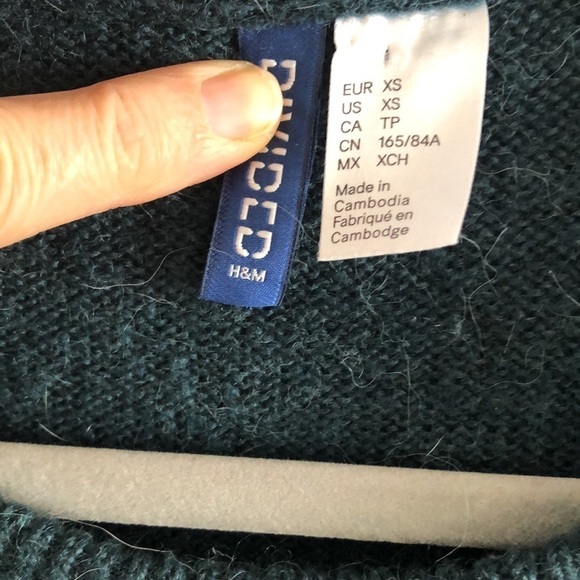 DIVIDED
H&M
EUR XS
US XS
CA TP
CN 165/84A
MX XCH
Made in
Cambodia
Fabriqué en
Cambodge